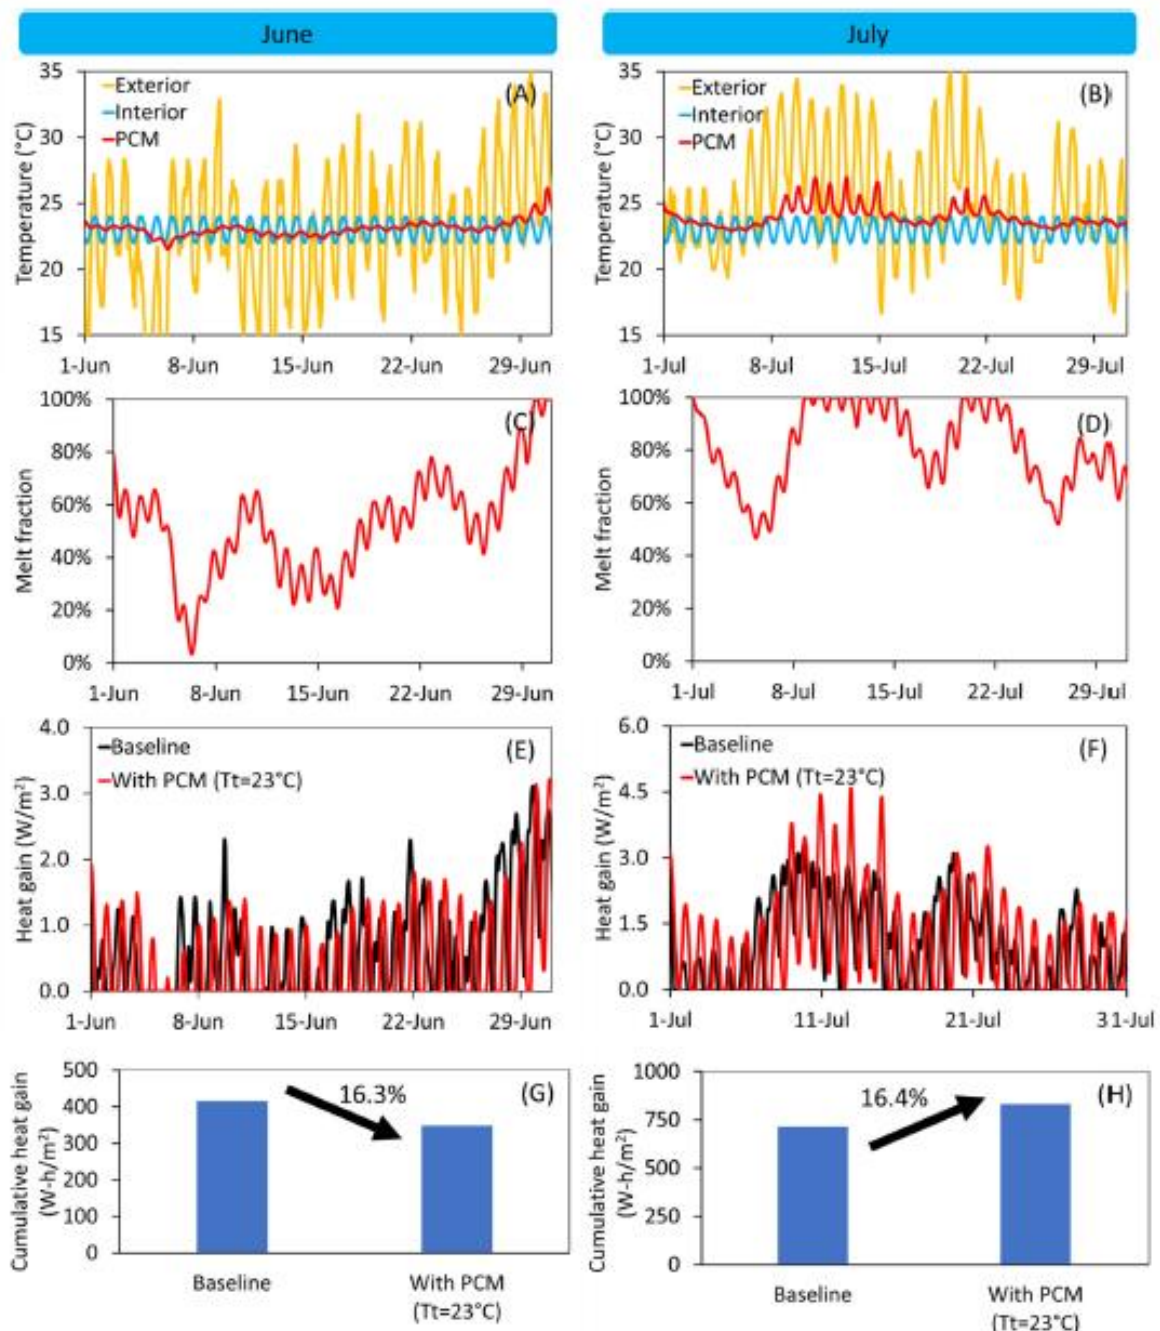 June
July
35
30
25
20
15
Temperature (°C)
Exterior
Interior
PCM
(A)
1-Jun
8-Jun
15-Jun
22-Jun
29-Jun
35
30
25
20
15
Temperature (°C)
Exterior
Interior
PCM
(B)
1-Jul
8-Jul
15-Jul
22-Jul
29-Jul
100%
80%
60%
40%
20%
0%
Melt fraction
(C)
1-Jun
8-Jun
15-Jun
22-Jun
29-Jun
100%
80%
60%
40%
20%
0%
Melt fraction
(D)
1-Jul
8-Jul
15-Jul
22-Jul
29-Jul
4.0
3.0
2.0
1.0
0.0
Heat gain (W/m²)
Baseline
With PCM (Tt=23°C)
(E)
1-Jun
8-Jun
15-Jun
22-Jun
29-Jun
6.0
4.5
3.0
1.5
0.0
Heat gain (W/m²)
Baseline
With PCM (Tt=23°C)
(F)
1-Jul
11-Jul
21-Jul
31-Jul
500
400
300
200
100
0
Cumulative heat gain
(W-h/m²)
16.3%
(G)
Baseline
With PCM
(Tt=23°C)
1000
750
500
250
0
Cumulative heat gain
(W-h/m²)
16.4%
(H)
Baseline
With PCM
(Tt=23°C)